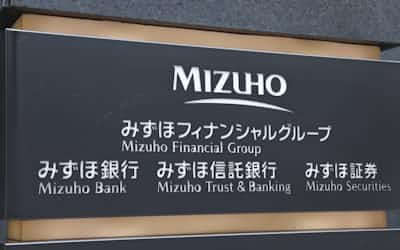 MIZUHO
みずほフィナンシャルグループ
Mizuho Financial Group
みずほ銀行 みずほ信託銀行 みずほ証券
Mizuho Bank Mizuho Trust & Banking Mizuho Securities